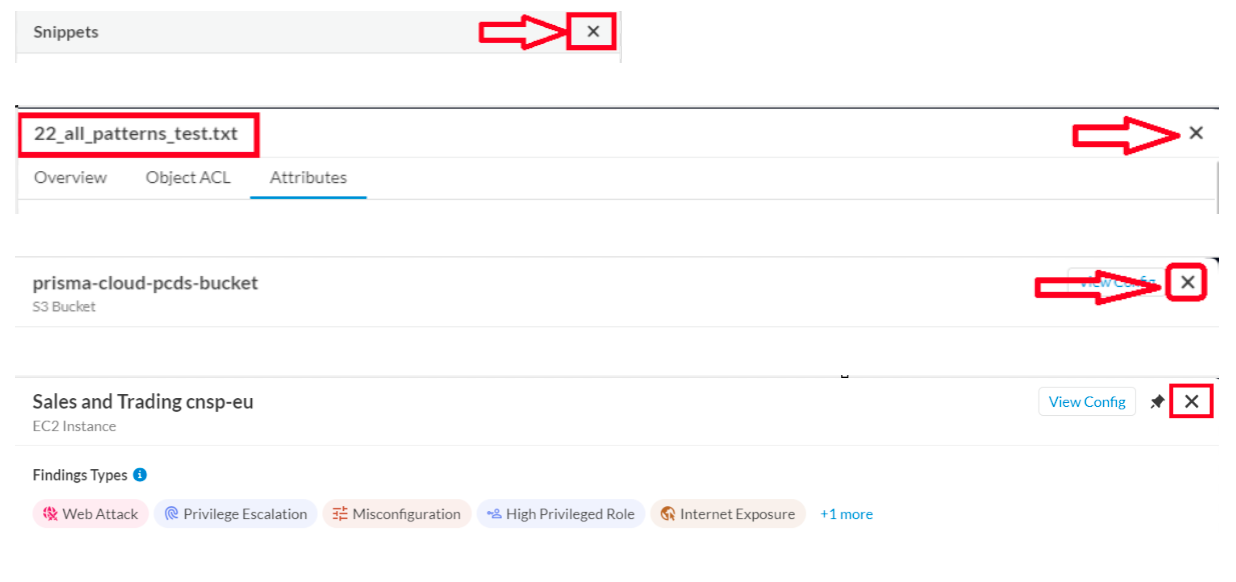 Snippets
22_all_patterns_test.txt
Overview Object ACL Attributes
prisma-cloud-pcds-bucket View Config
S3 Bucket
Sales and Trading cnsp-eu View Config
EC2 Instance
Findings Types
Web Attack Privilege Escalation Misconfiguration High Privileged Role Internet Exposure +1 more